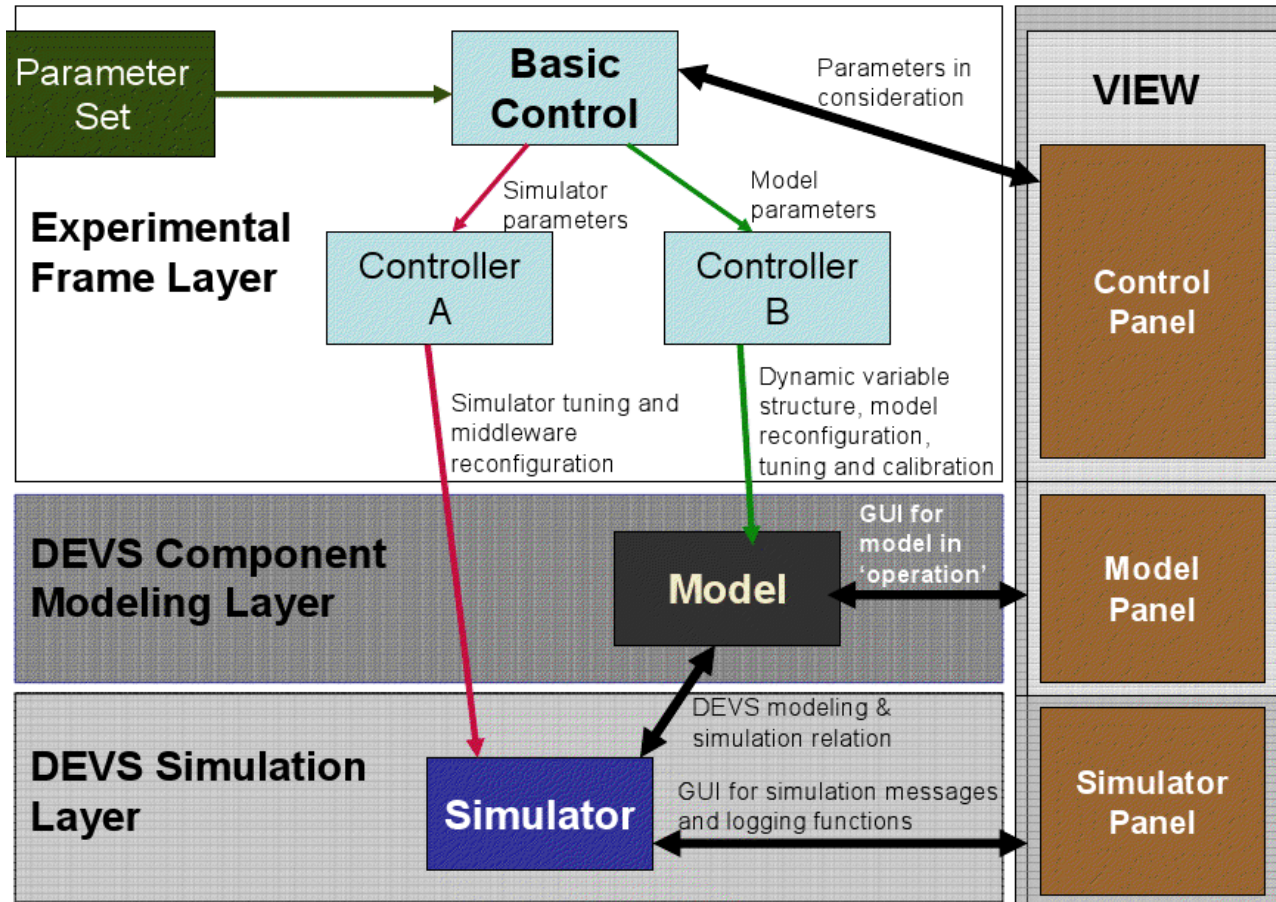 Parameter
Set
Basic
Control
Parameters in
consideration
VIEW
Simulator
parameters
Model
parameters
Experimental
Frame Layer
Controller
A
Controller
B
Control
Panel
Simulator tuning and
middleware
reconfiguration
Dynamic variable
structure, model
reconfiguration,
tuning and calibration
DEVS Component
Modeling Layer
Model
GUI for
model in
‘operation’
Model
Panel
DEVS modeling &
simulation relation
DEVS Simulation
Layer
Simulator
GUI for simulation messages
and logging functions
Simulator
Panel